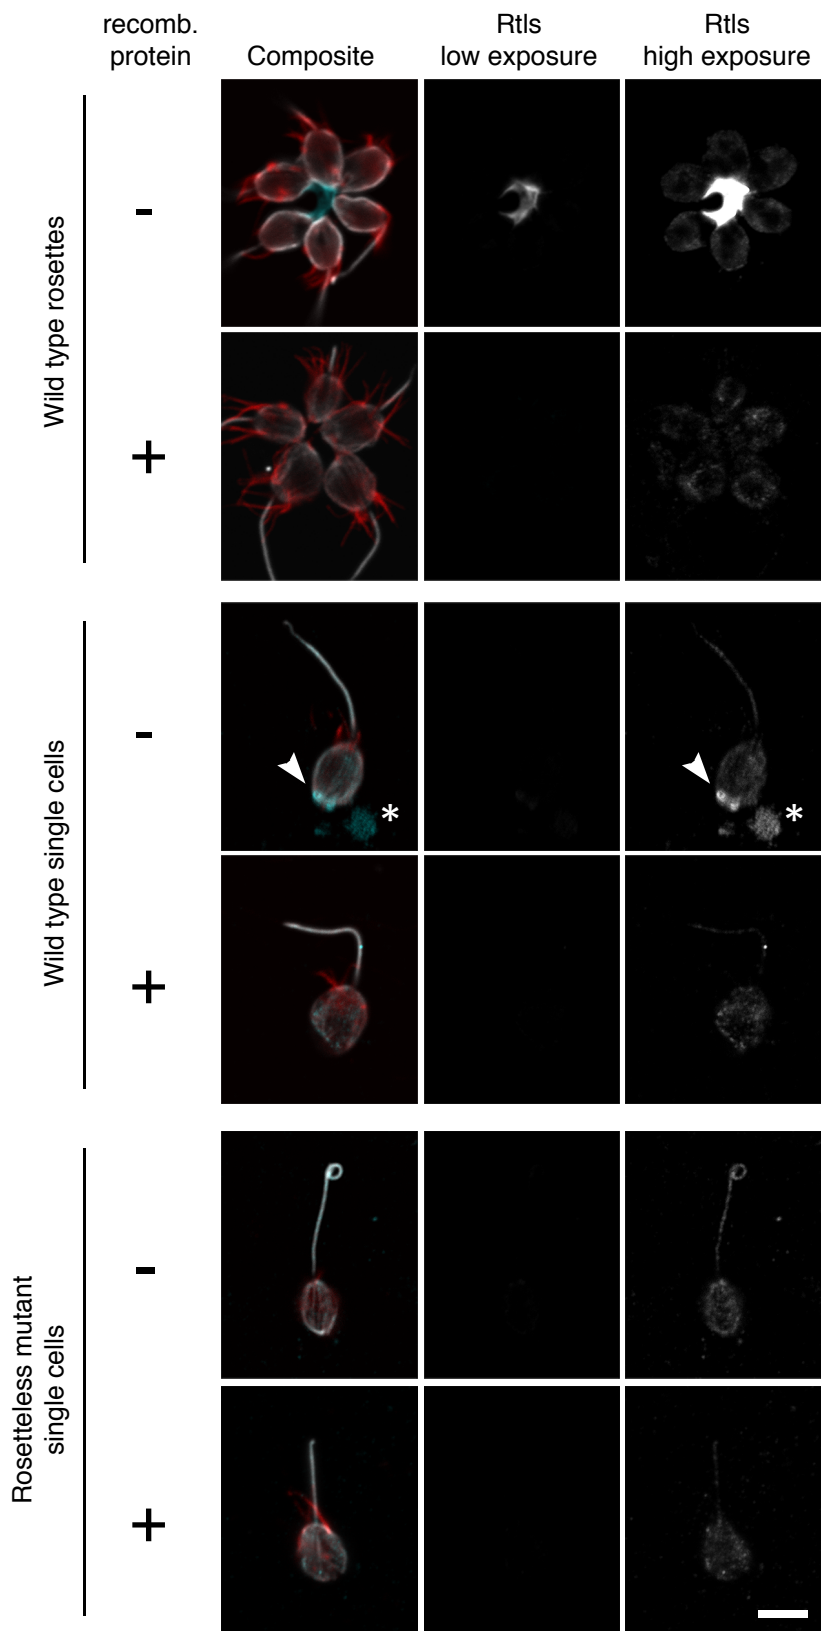 recomb.
protein
Composite
Rtls
low exposure
Rtls
high exposure
Wild type rosettes
-
+
Wild type single cells
-
*
*
+
Rosetteless mutant
single cells
-
+